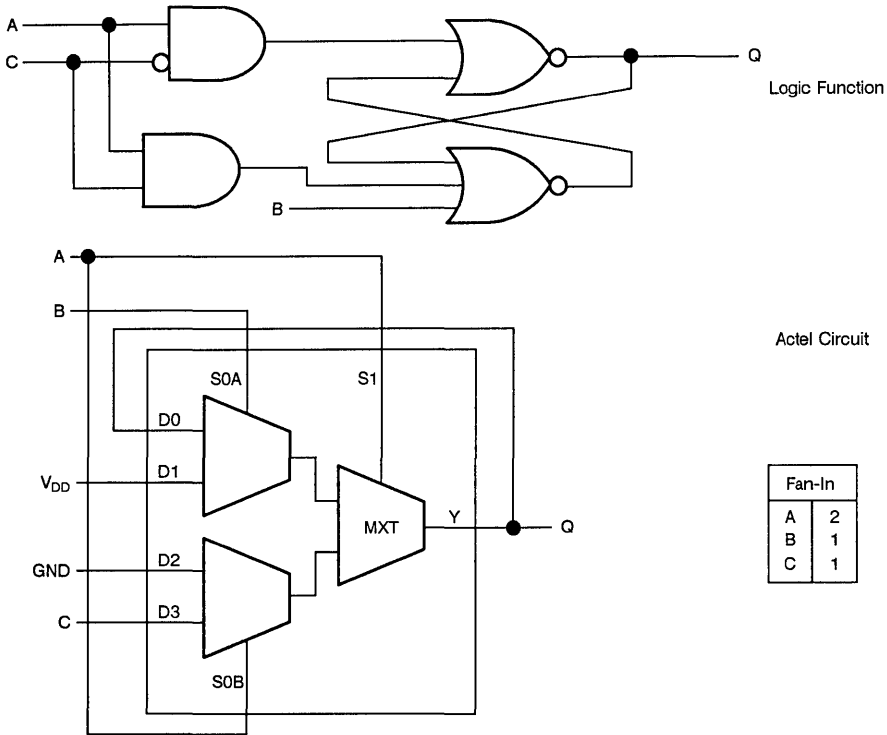 A
C
Q
Logic Function
B
A
B
Actel Circuit
S0A
S1
D0
D1
V_DD
MXT
Y
Q
GND
D2
C
D3
S0B
Fan-In
A 2
B 1
C 1